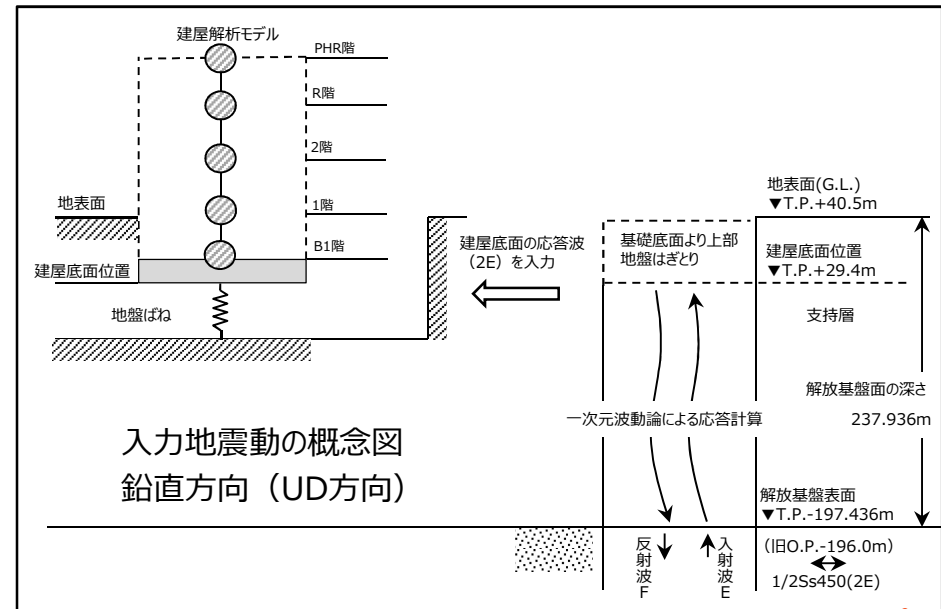 建屋解析モデル
PHR階
R階
2階
1階
B1階
地表面
建屋底面位置
地盤ばね
建屋底面の応答波
（2E）を入力
基礎底面より上部
地盤はぎとり
地表面(G.L.)
▼T.P.+40.5m
建屋底面位置
▼T.P.+29.4m
支持層
解放基盤面の深さ
237.936m
一次元波動論による応答計算
入力地震動の概念図
鉛直方向（UD方向）
解放基盤表面
▼T.P.-197.436m
反射波F
入射波E
(旧O.P.-196.0m)
1/2Ss450(2E)